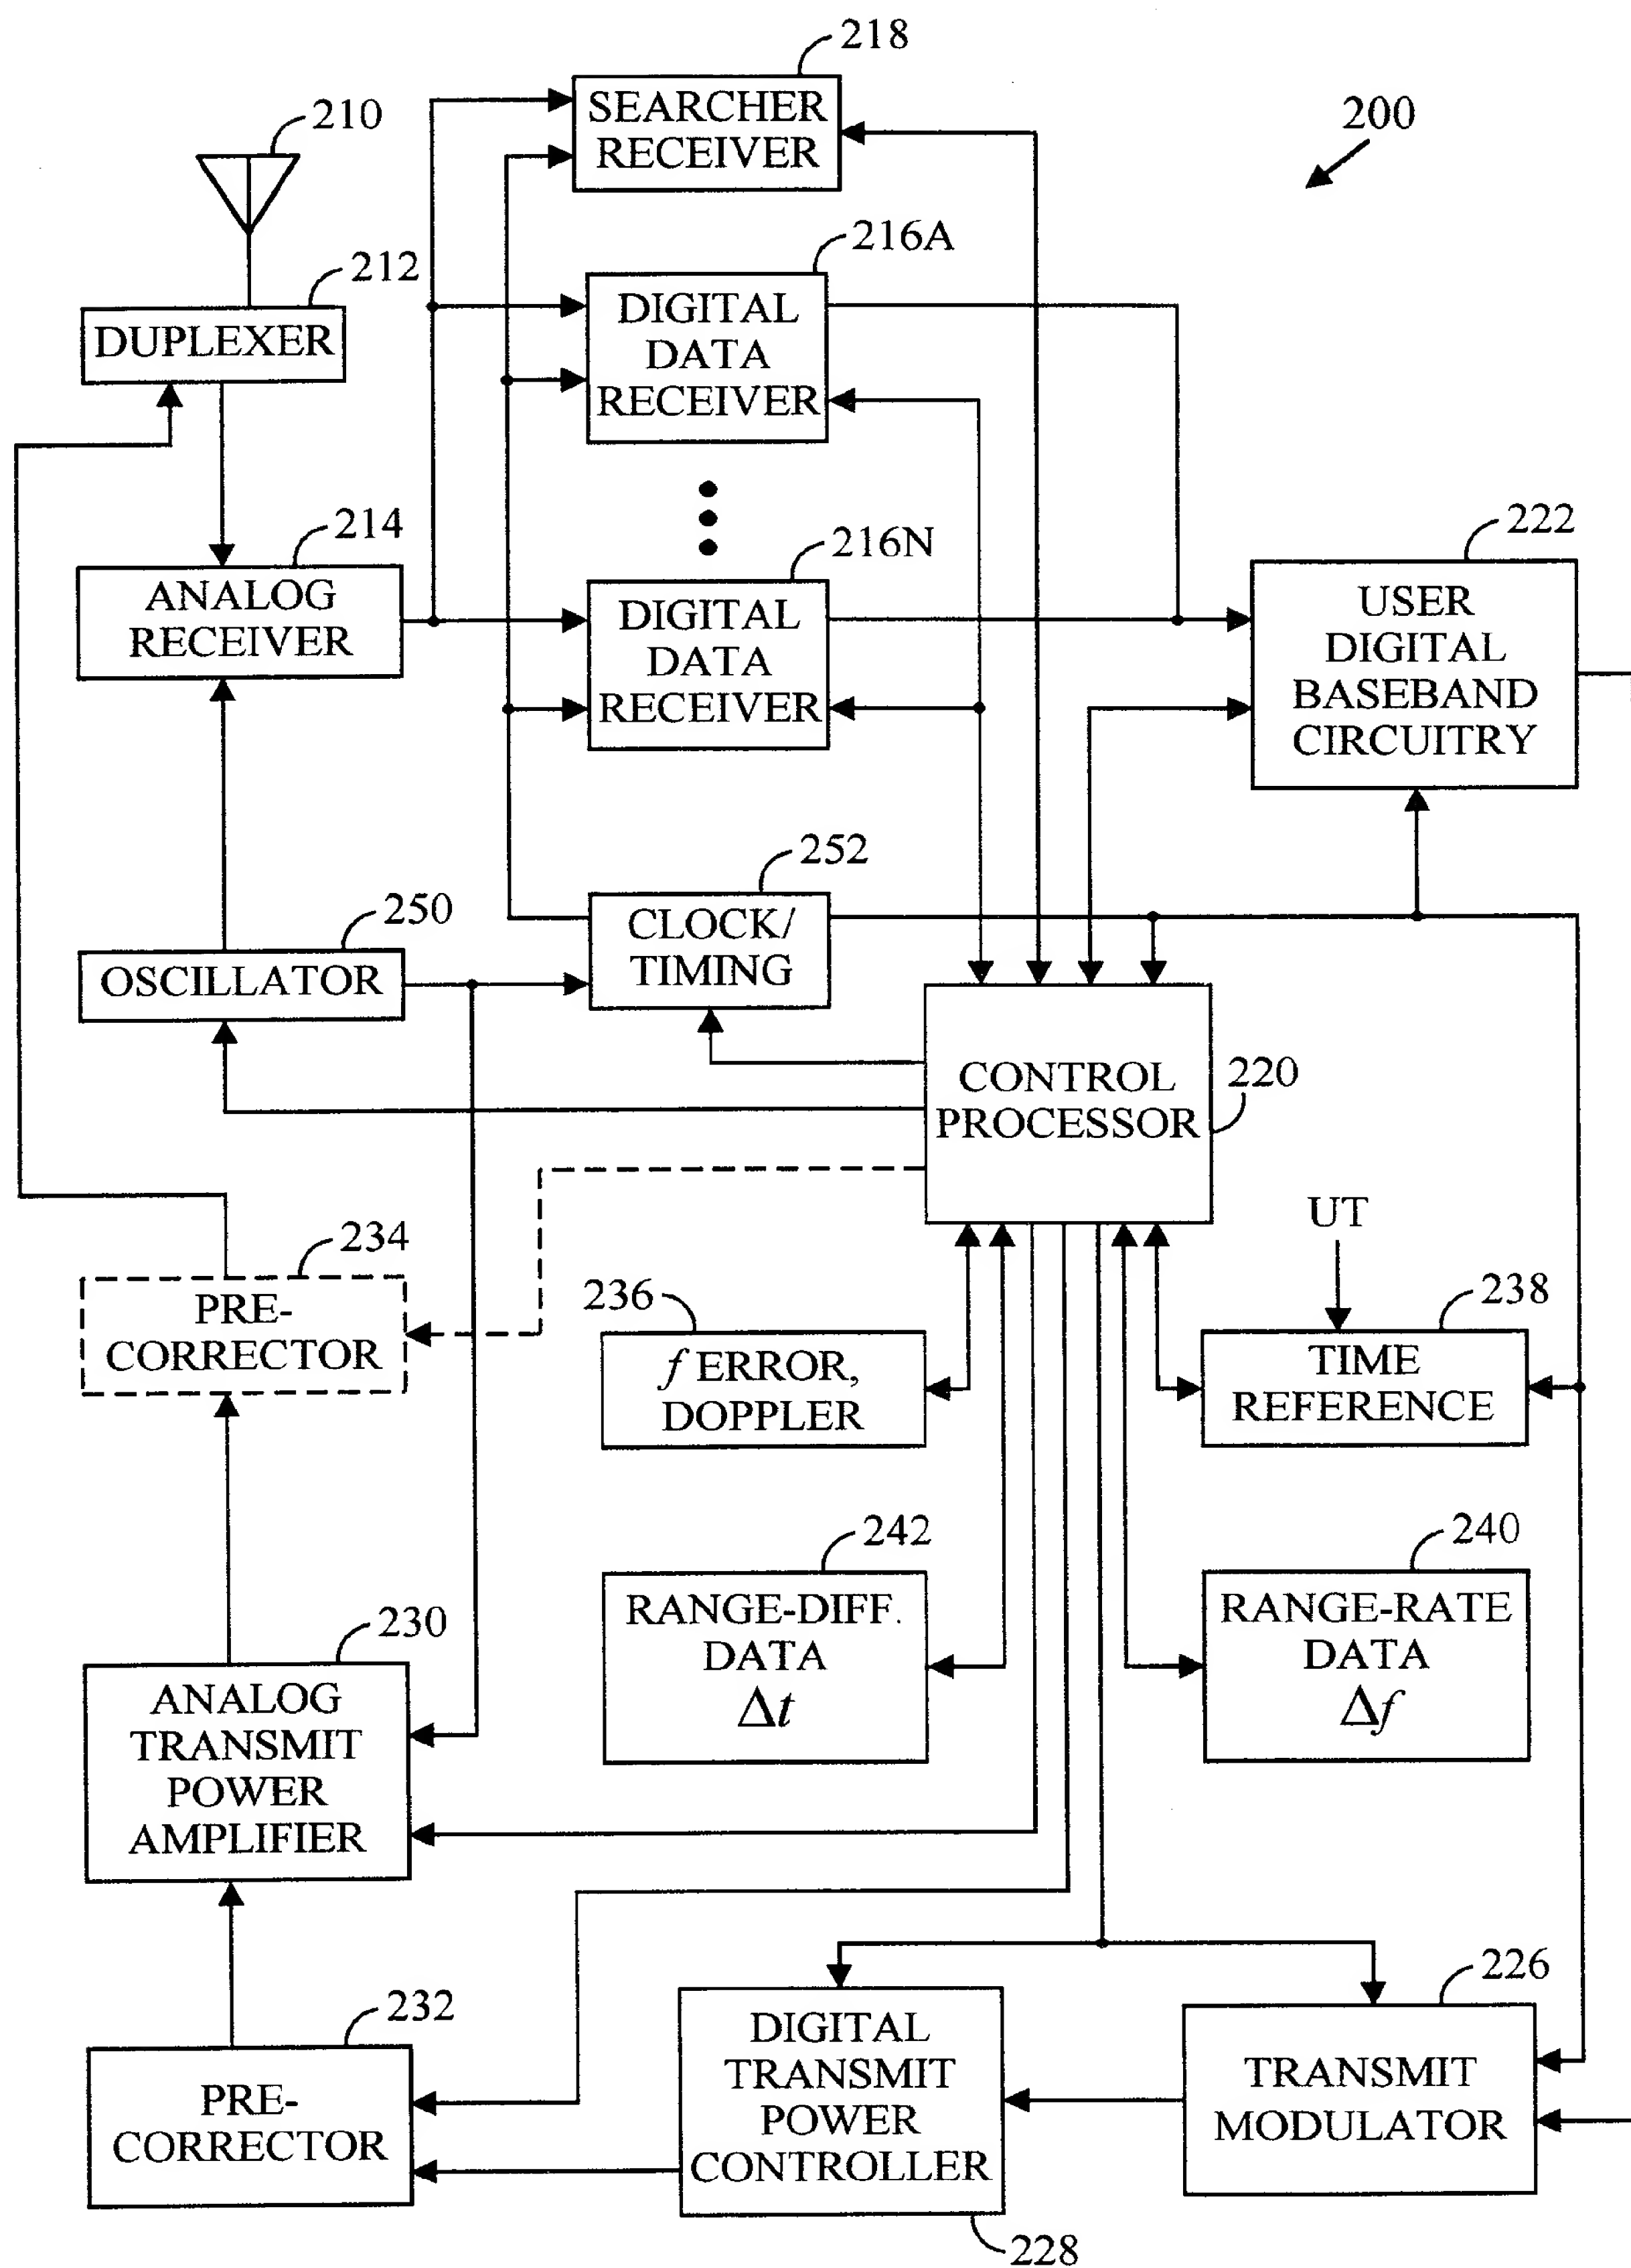 218
SEARCHER
RECEIVER
200
210
216A
212
DIGITAL
DATA
RECEIVER
DUPLEXER
214
216N
222
ANALOG
RECEIVER
DIGITAL
DATA
RECEIVER
USER
DIGITAL
BASEBAND
CIRCUITRY
252
250
CLOCK/
TIMING
OSCILLATOR
CONTROL
PROCESSOR
220
UT
234
236
238
PRE-
CORRECTOR
f ERROR,
DOPPLER
TIME
REFERENCE
242
240
RANGE-DIFF.
DATA
Δt
RANGE-RATE
DATA
Δf
230
ANALOG
TRANSMIT
POWER
AMPLIFIER
232
226
PRE-
CORRECTOR
DIGITAL
TRANSMIT
POWER
CONTROLLER
TRANSMIT
MODULATOR
228